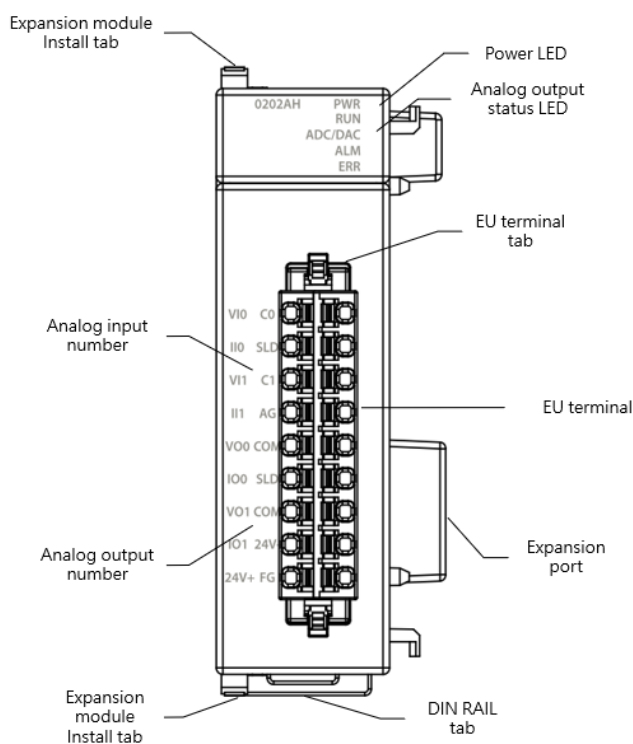 Expansion module
Install tab
Power LED
Analog output
status LED
0202AH PWR
RUN
ADC/DAC
ALM
ERR
EU terminal
tab
Analog input
number
VI0 C0
II0 SLD
VI1 C1
II1 AG
VO0 COM
IO0 SLD
VO1 COM
IO1 24V-
24V+ FG
EU terminal
Analog output
number
Expansion
port
Expansion
module
Install tab
DIN RAIL
tab